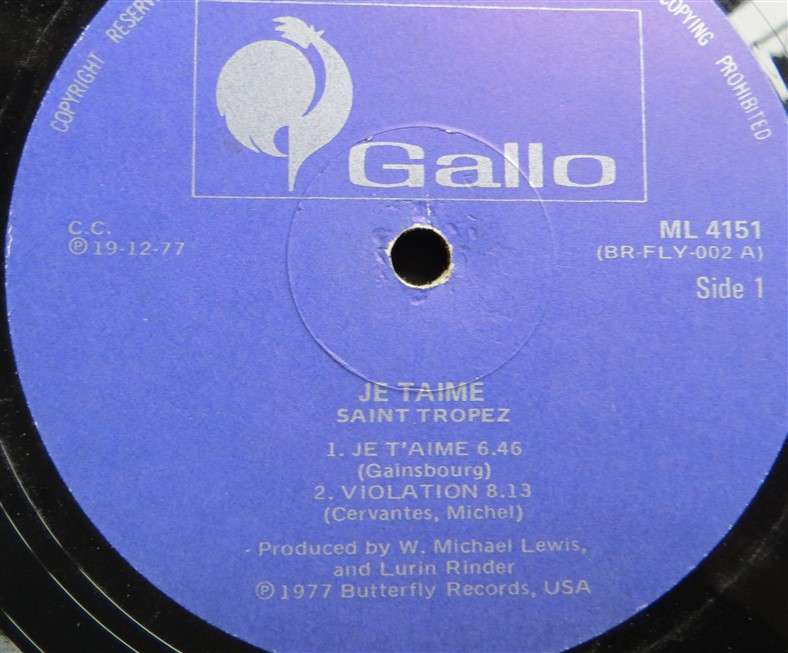 COPYRIGHT RESERV
COPYING PROHIBITED
Gallo
C.C.
℗19-12-77
ML 4151
(BR-FLY-002 A)
Side 1
JE TAIME
SAINT TROPEZ
1. JE T'AIME 6.46
(Gainsbourg)
2. VIOLATION 8.13
(Cervantes, Michel)
Produced by W. Michael Lewis,
and Lurin Rinder
℗1977 Butterfly Records, USA